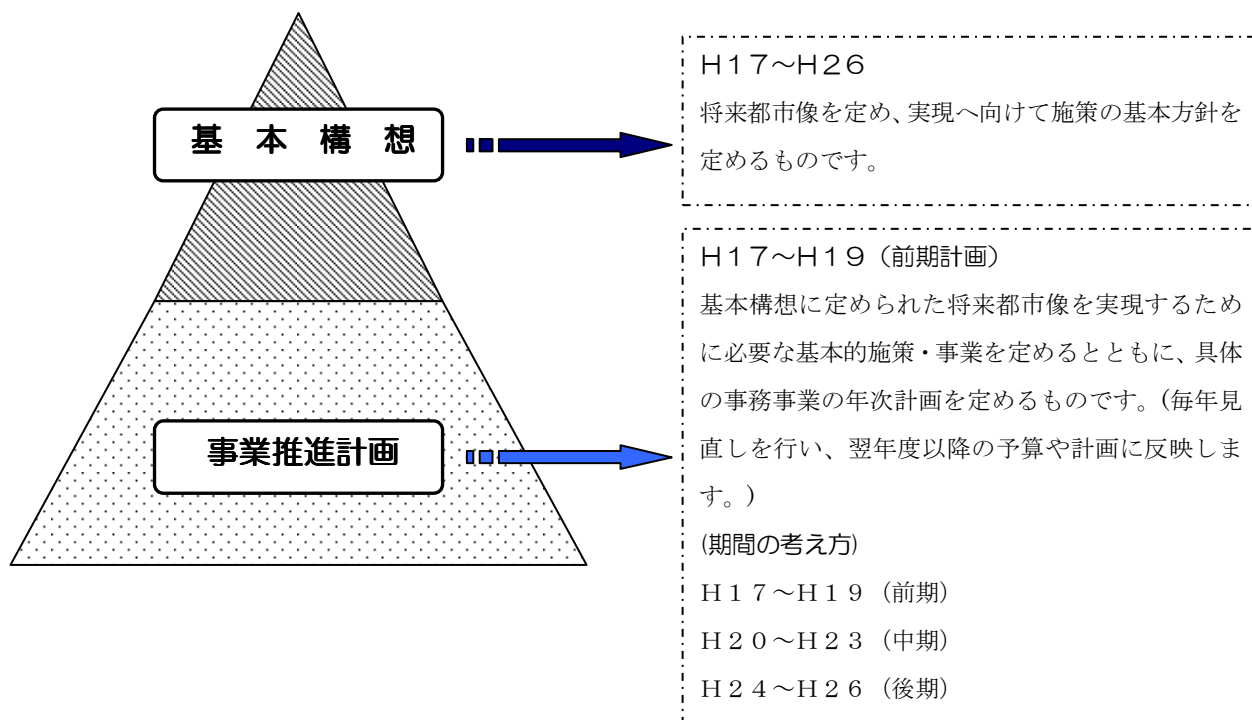 基本構想
H17～H26
将来都市像を定め、実現へ向けて施策の基本方針を
定めるものです。
事業推進計画
H17～H19（前期計画）
基本構想に定められた将来都市像を実現するため
に必要な基本的施策・事業を定めるとともに、具体
の事務事業の年次計画を定めるものです。(毎年見
直しを行い、翌年度以降の予算や計画に反映しま
す。)
(期間の考え方)
H17～H19（前期）
H20～H23（中期）
H24～H26（後期）